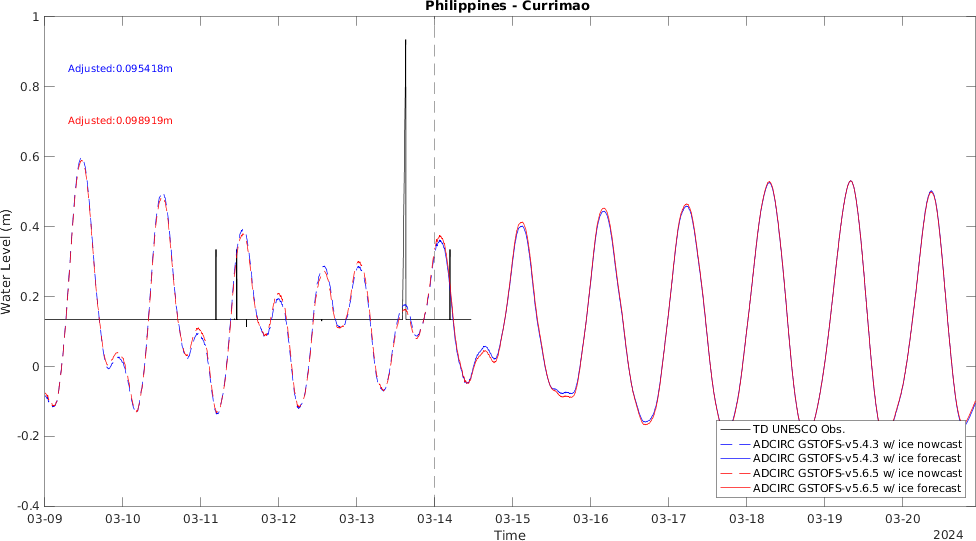 Philippines - Currimao
1
0.8
0.6
0.4
0.2
0
-0.2
-0.4
Water Level (m)
Adjusted:0.095418m
Adjusted:0.098919m
TD UNESCO Obs.
ADCIRC GSTOFS-v5.4.3 w/ ice nowcast
ADCIRC GSTOFS-v5.4.3 w/ ice forecast
ADCIRC GSTOFS-v5.6.5 w/ ice nowcast
ADCIRC GSTOFS-v5.6.5 w/ ice forecast
03-09 03-10 03-11 03-12 03-13 03-14 03-15 03-16 03-17 03-18 03-19 03-20
Time
2024